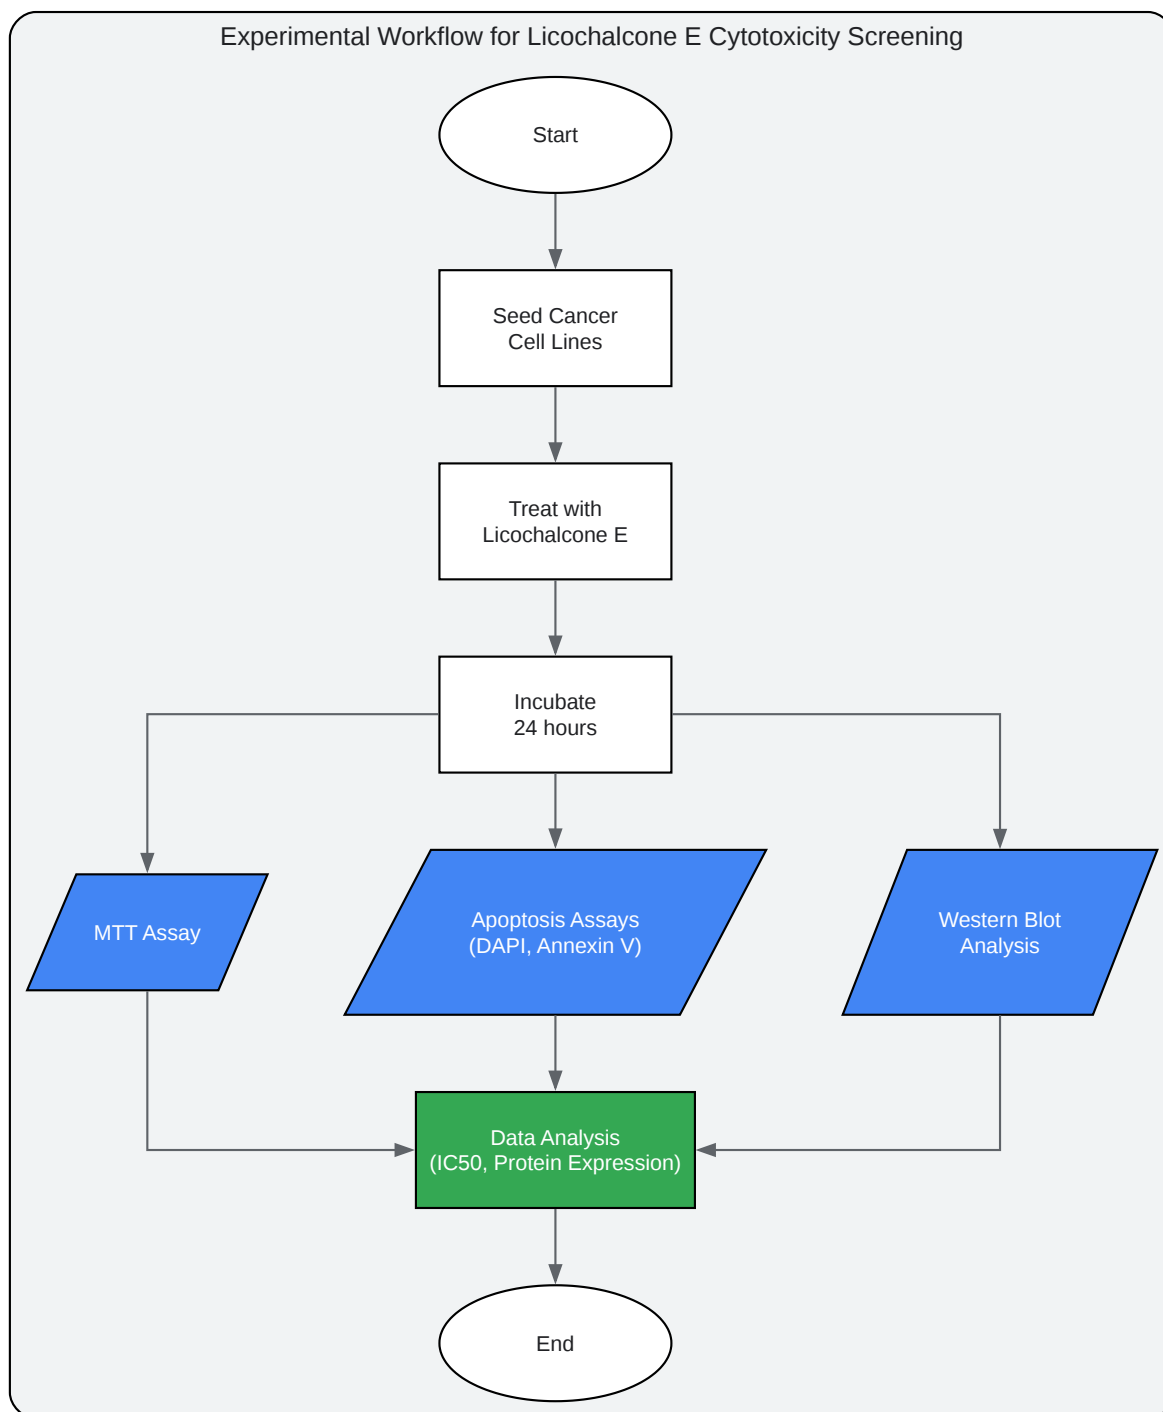 Experimental Workflow for Licochalcone E Cytotoxicity Screening
Start
Seed Cancer
Cell Lines
Treat with
Licochalcone E
Incubate
24 hours
MTT Assay
Apoptosis Assays
(DAPI, Annexin V)
Western Blot
Analysis
Data Analysis
(IC50, Protein Expression)
End